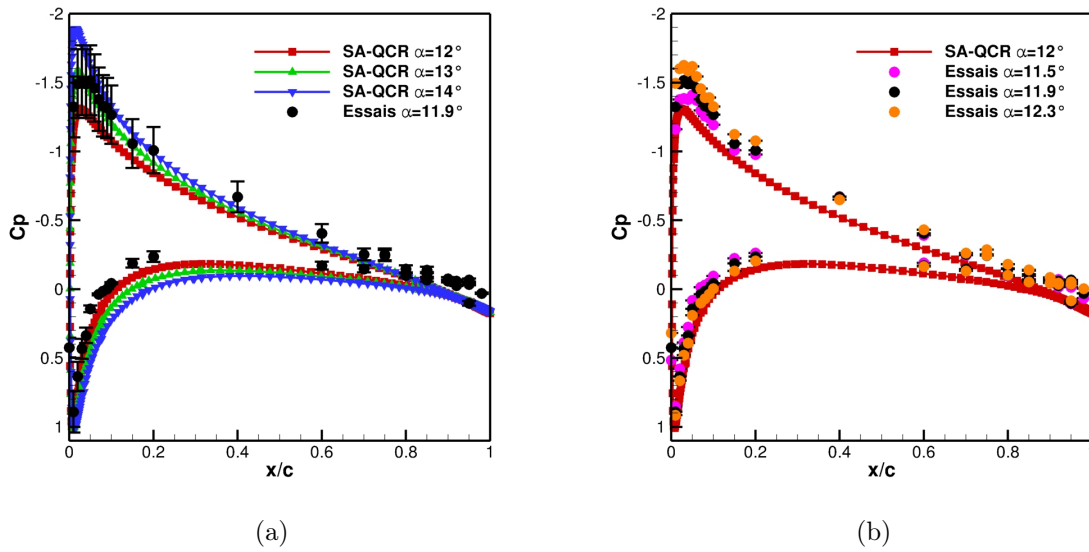 -2
-1.5
-1
-0.5
0
0.5
1
Cp
0
0.2
0.4
0.6
0.8
1
x/c
SA-QCR α=12°
SA-QCR α=13°
SA-QCR α=14°
Essais α=11.9°
(a)
-2
-1.5
-1
-0.5
0
0.5
1
Cp
0
0.2
0.4
0.6
0.8
x/c
SA-QCR α=12°
Essais α=11.5°
Essais α=11.9°
Essais α=12.3°
(b)